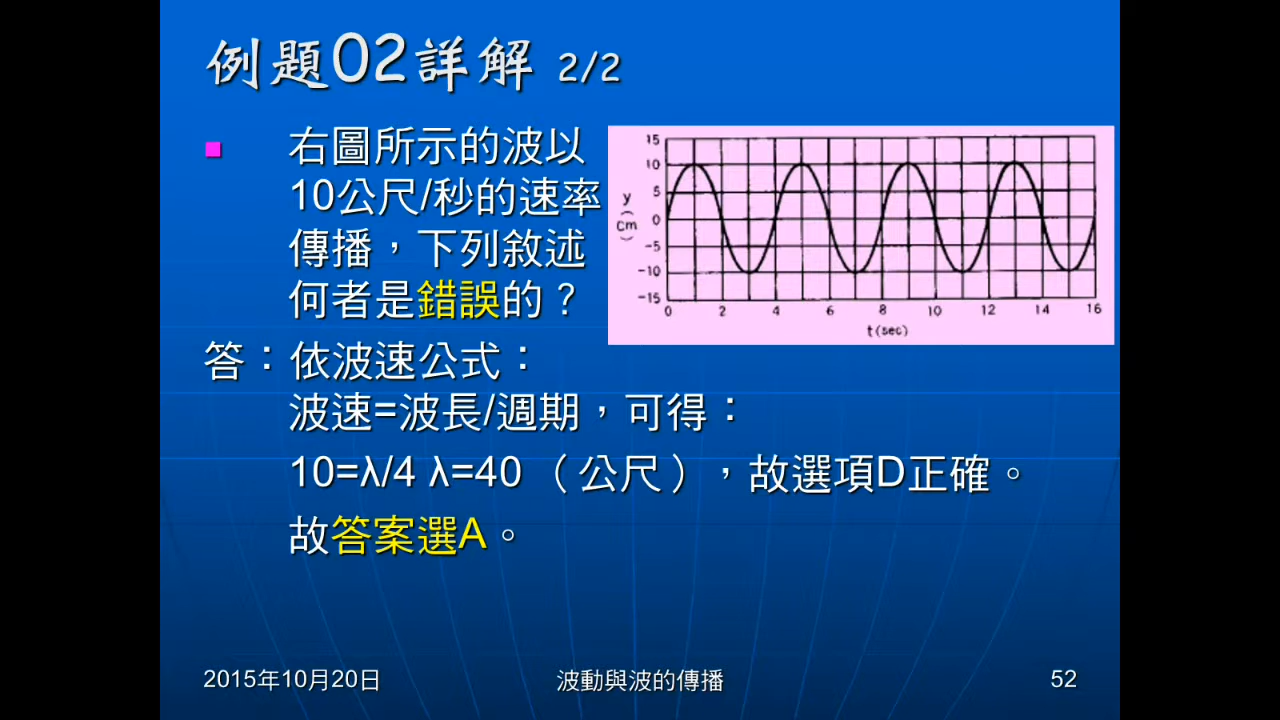 例題02詳解 2/2
右圖所示的波以
10公尺/秒的速率
傳播，下列敘述
何者是錯誤的？
15
10
5
0
-5
-10
-15
y
(
Cm
)
0 2 4 6 8 10 12 14 16
t(sec)
答：依波速公式：
波速=波長/週期，可得：
10=λ/4 λ=40（公尺），故選項D正確。
故答案選A。
2015年10月20日 波動與波的傳播 52